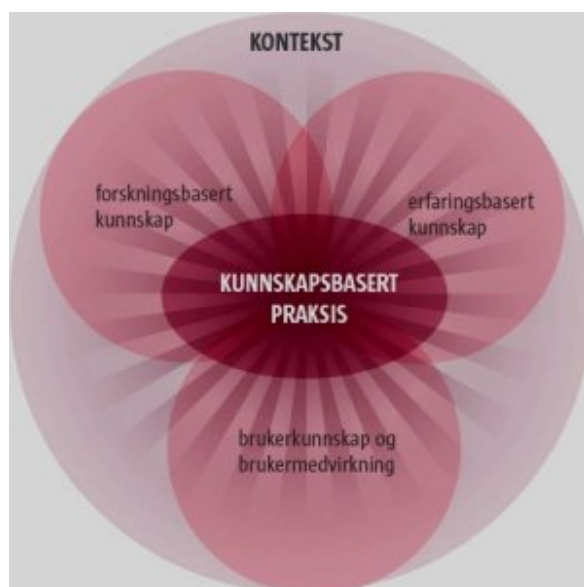 KONTEKST
forskningsbasert
kunnskap
erfaringsbasert
kunnskap
KUNNSKAPSBASERT
PRAKSIS
brukerkunnskap og
brukermedvirkning